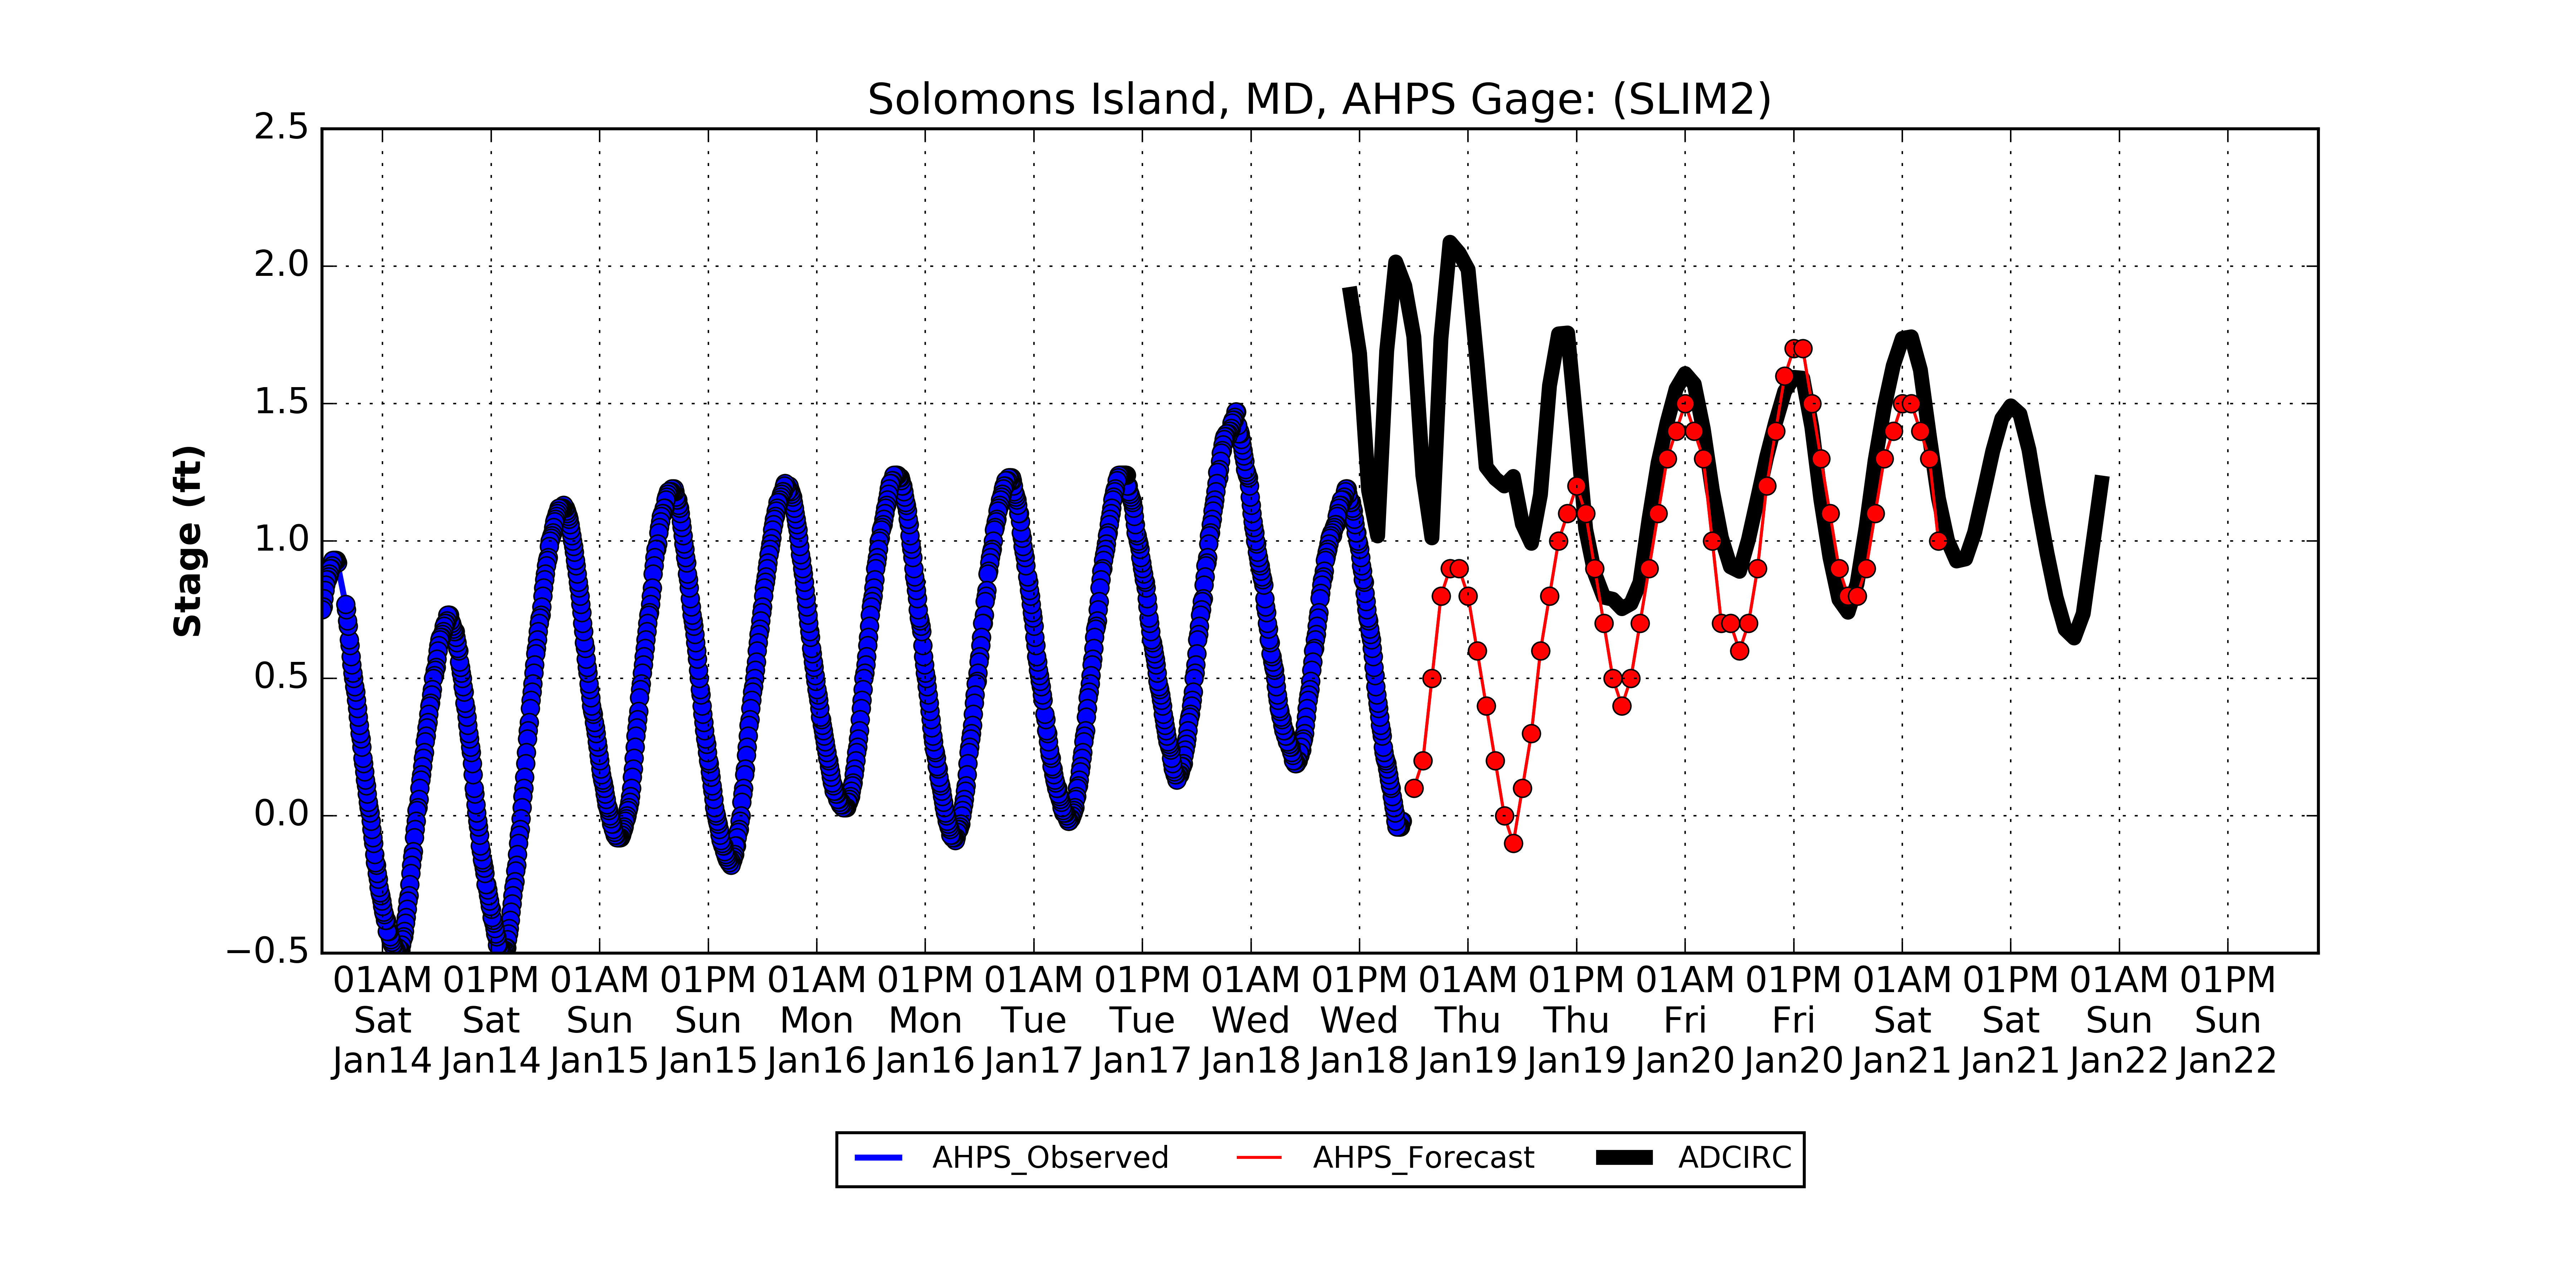 Solomons Island, MD, AHPS Gage: (SLIM2)
Stage (ft)
2.5
2.0
1.5
1.0
0.5
0.0
−0.5
01AM 01PM 01AM 01PM 01AM 01PM 01AM 01PM 01AM 01PM 01AM 01PM 01AM 01PM 01AM 01PM 01AM 01PM
Sat Sat Sun Sun Mon Mon Tue Tue Wed Wed Thu Thu Fri Fri Sat Sat Sun Sun
Jan14 Jan14 Jan15 Jan15 Jan16 Jan16 Jan17 Jan17 Jan18 Jan18 Jan19 Jan19 Jan20 Jan20 Jan21 Jan21 Jan22 Jan22
AHPS_Observed AHPS_Forecast ADCIRC